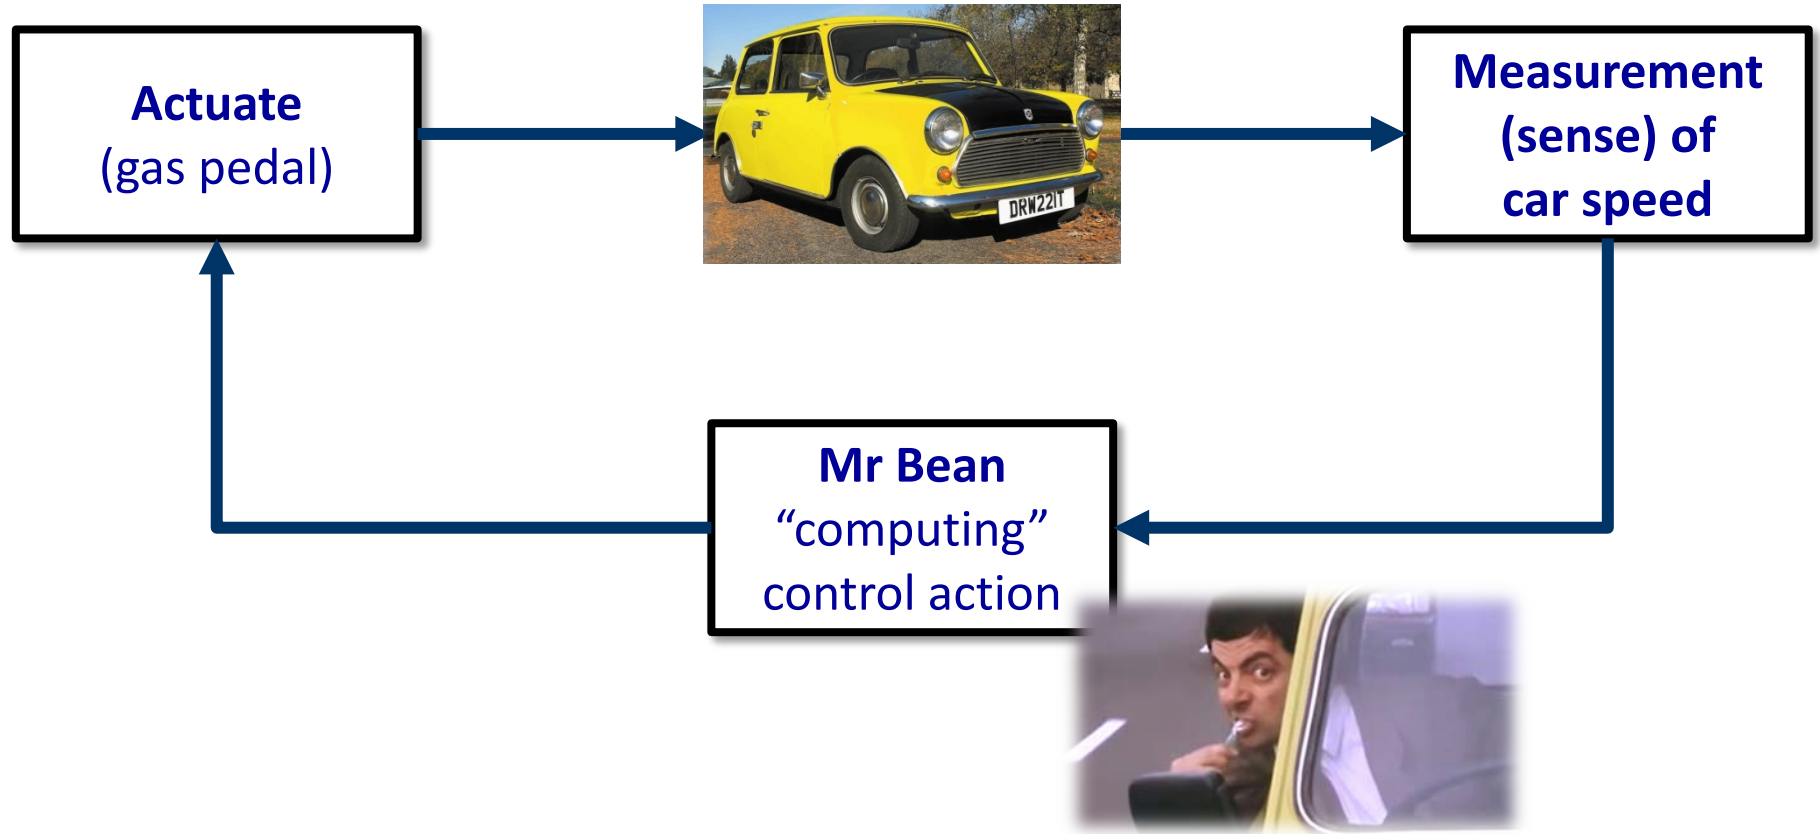 Actuate
(gas pedal)
DRW221T
Measurement
(sense) of
car speed
Mr Bean
“computing”
control action